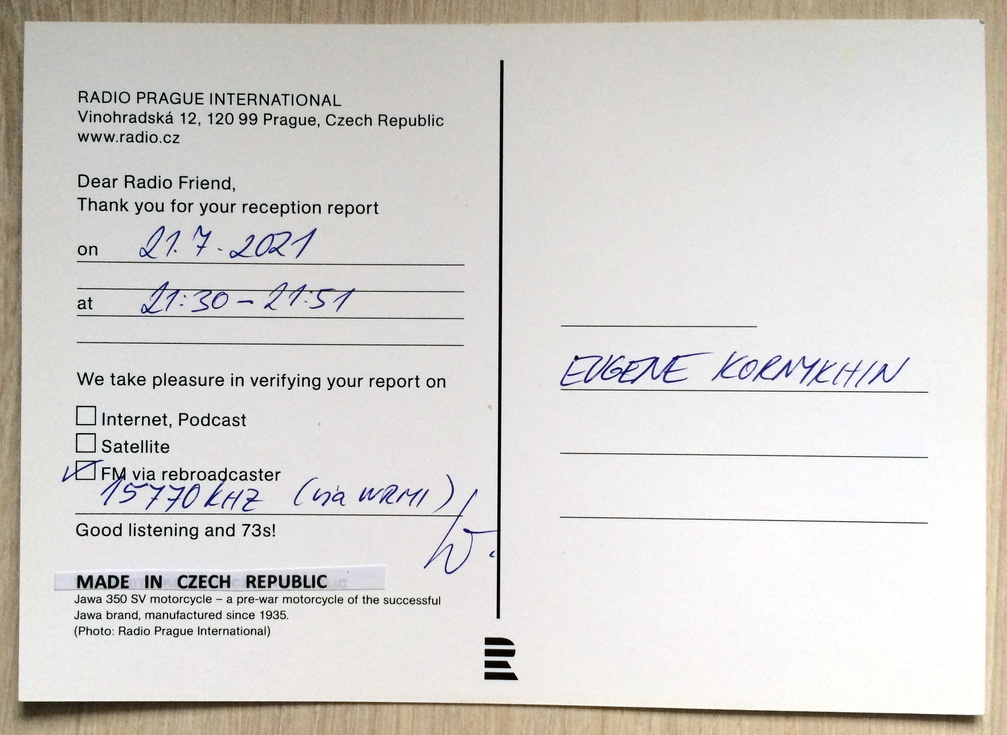 RADIO PRAGUE INTERNATIONAL
Vinohradská 12, 120 99 Prague, Czech Republic
www.radio.cz
Dear Radio Friend,
Thank you for your reception report
on 21.7.2021
at 21:30 - 21:51
We take pleasure in verifying your report on
Internet, Podcast
Satellite
FM via rebroadcaster
15770 kHZ (via WRMI)
Good listening and 73s!
MADE IN CZECH REPUBLIC
Jawa 350 SV motorcycle – a pre-war motorcycle of the successful
Jawa brand, manufactured since 1935.
(Photo: Radio Prague International)
EUGENE KORNYKHIN